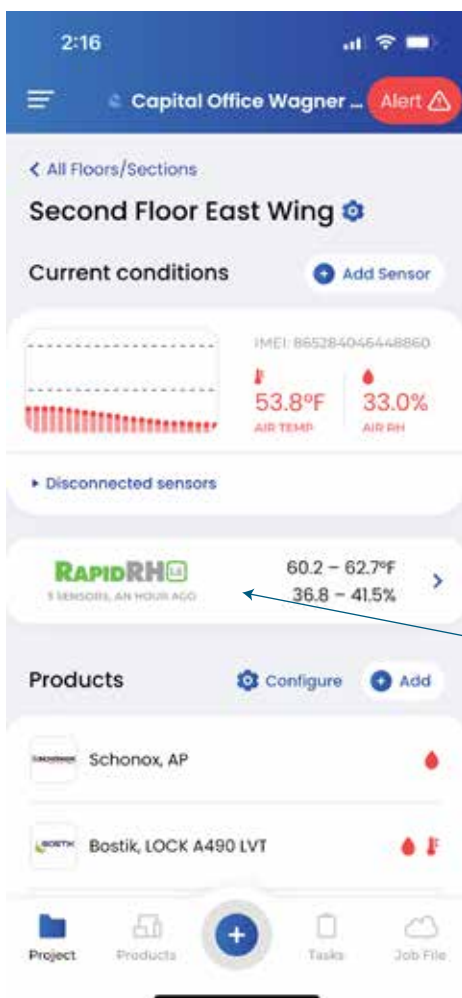 2:16
Capital Office Wagner ... Alert
All Floors/Sections
Second Floor East Wing
Current conditions
Add Sensor
IMEI: 865284046448860
53.8°F
AIR TEMP
33.0%
AIR RH
Disconnected sensors
RAPIDRH L6
SENSORS, AN HOUR AGO
60.2 – 62.7°F
36.8 – 41.5%
Products
Configure
Add
Schonox, AP
BOSTIK
Bostik, LOCK A490 LVT
Project
Products
Tasks
Job File